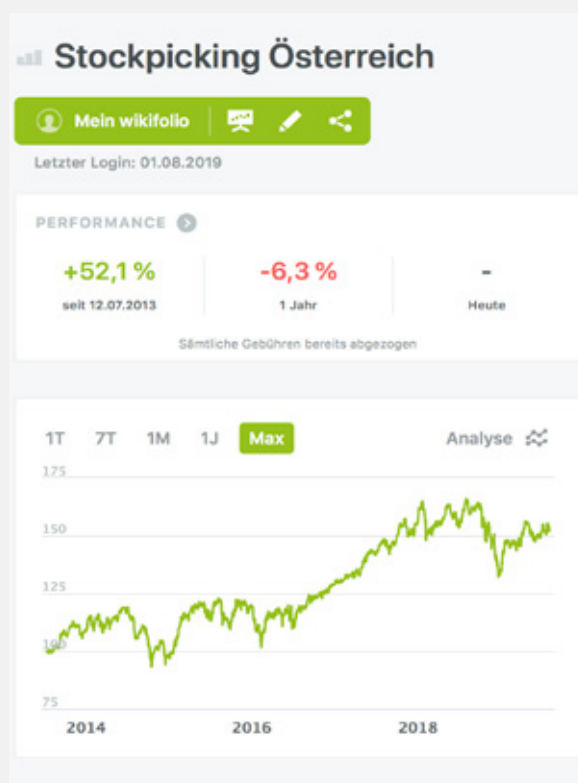 Stockpicking Österreich
Mein wikifolio
Letzter Login: 01.08.2019
PERFORMANCE
+52,1 % -6,3 % -
seit 12.07.2013 1 Jahr Heute
Sämtliche Gebühren bereits abgezogen
1T 7T 1M 1J Max Analyse
175
150
125
100
75
2014 2016 2018